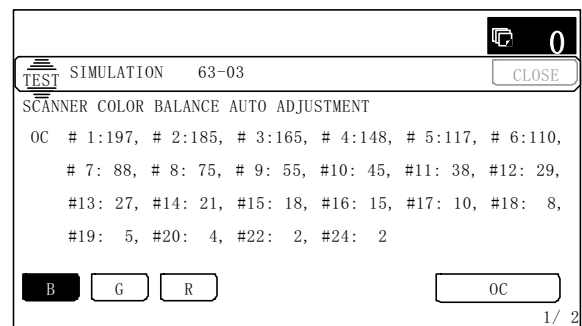 0
TEST SIMULATION 63-03 CLOSE
SCANNER COLOR BALANCE AUTO ADJUSTMENT
OC # 1:197, # 2:185, # 3:165, # 4:148, # 5:117, # 6:110,
# 7: 88, # 8: 75, # 9: 55, #10: 45, #11: 38, #12: 29,
#13: 27, #14: 21, #15: 18, #16: 15, #17: 10, #18: 8,
#19: 5, #20: 4, #22: 2, #24: 2
B G R OC
1/ 2